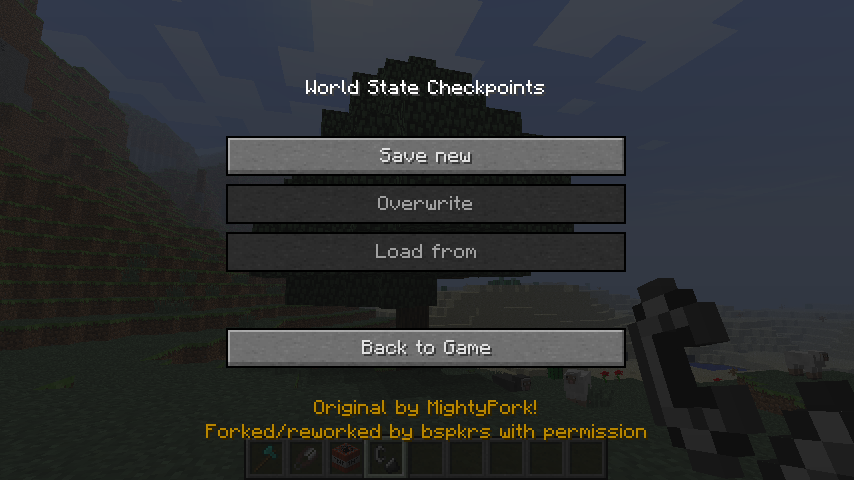 World State Checkpoints
Save new
Overwrite
Load from
Back to Game
Original by MightyPork!
Forked/reworked by bspkrs with permission